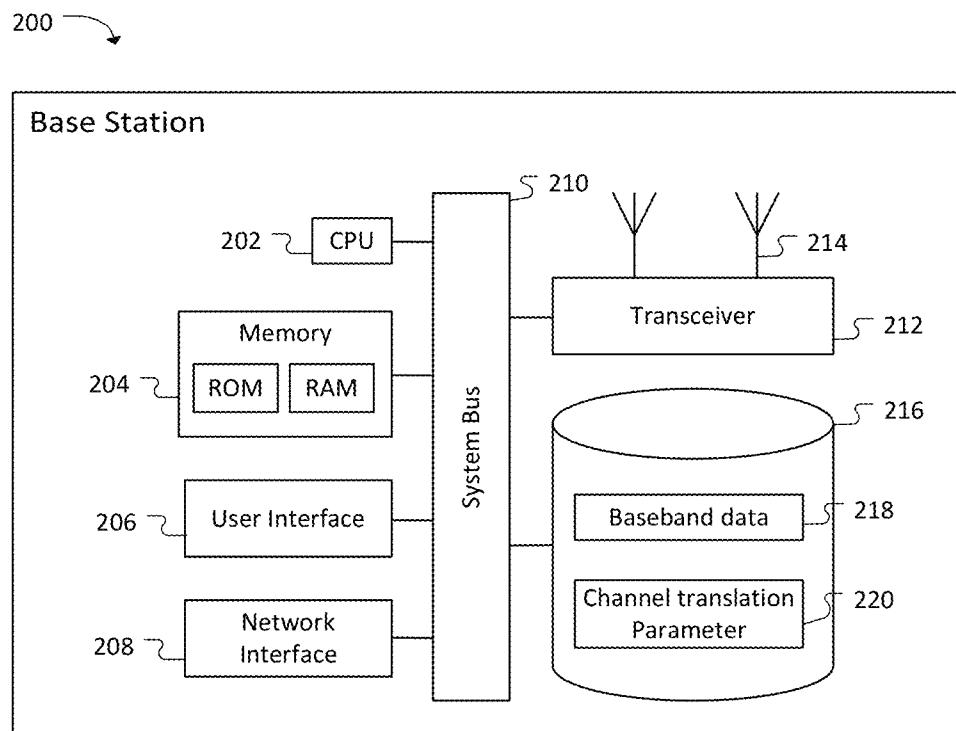 200
Base Station
210
202
CPU
214
Transceiver
212
Memory
204
ROM
RAM
System Bus
216
User Interface
206
Baseband data
218
Channel translation
Parameter
220
Network
Interface
208